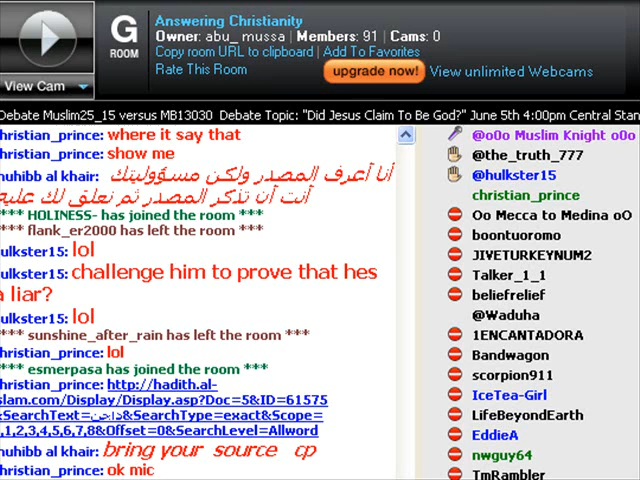 G
ROOM
Answering Christianity
Owner: abu_ mussa | Members: 91 | Cams: 0
Copy room URL to clipboard | Add To Favorites
Rate This Room
upgrade now!
View unlimited Webcams
View Cam
Debate Muslim25_15 versus MB13030 Debate Topic: "Did Jesus Claim To Be God?" June 5th 4:00pm Central Stan
hristian_prince: where it say that
hristian_prince: show me
uhibb al khair: أنا أعرف المصدر ولكن مسؤوليتك
أنت أن تذكر المصدر ثم نعلق لك عليه
*** HOLINESS- has joined the room ***
*** flank_er2000 has left the room ***
ulkster15: lol
ulkster15: challenge him to prove that hes
a liar?
ulkster15: lol
*** sunshine_after_rain has left the room ***
hristian_prince: lol
*** esmerpasa has joined the room ***
hristian_prince: http://hadith.al-
slam.com/Display/Display.asp?Doc=5&ID=61575
&SearchText=داجن&SearchType=exact&Scope=
,1,2,3,4,5,6,7,8&Offset=0&SearchLevel=Allword
uhibb al khair: bring your source cp
hristian_prince: ok mic
@o0o Muslim Knight o0o
@the_truth_777
@hulkster15
christian_prince
Oo Mecca to Medina oO
boontuoromo
JIVETURKEYNUM2
Talker_1_1
beliefrelief
@Waduha
1ENCANTADORA
Bandwagon
scorpion911
IceTea-Girl
LifeBeyondEarth
EddieA
nwguy64
TmRambler